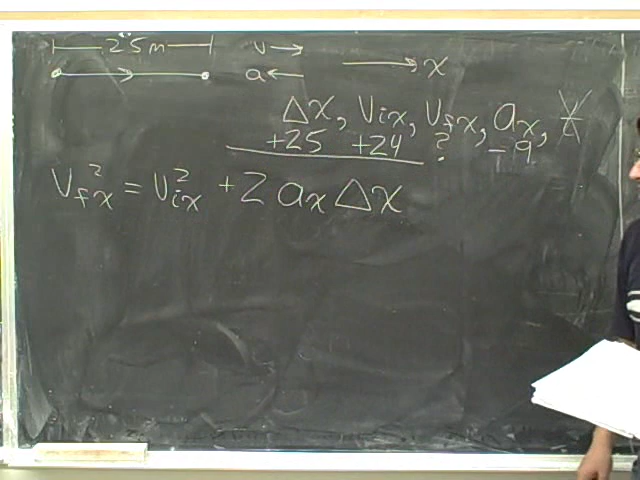 25m v →
a ← → x
Δx, Vix, Vfx, ax, t
+25 +24 ? -9
Vfx² = Vix² + 2 ax Δx